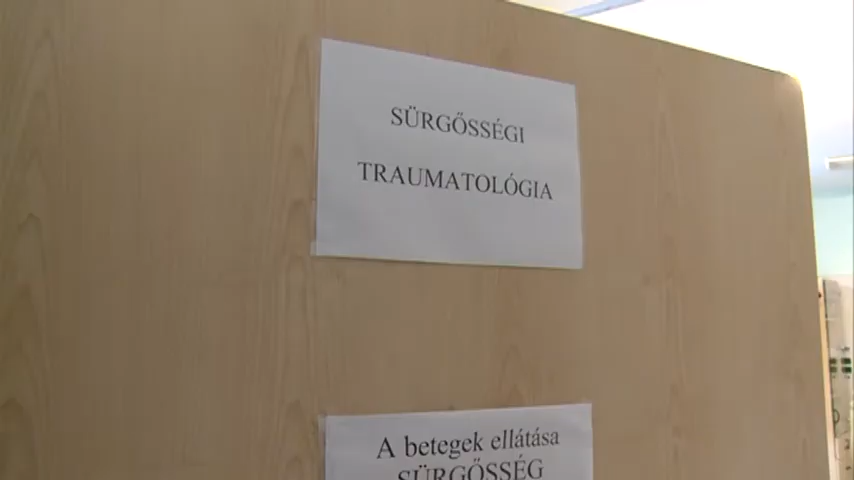 SÜRGŐSSÉGI
TRAUMATOLÓGIA
A betegek ellátása
SÜRGŐSSÉG